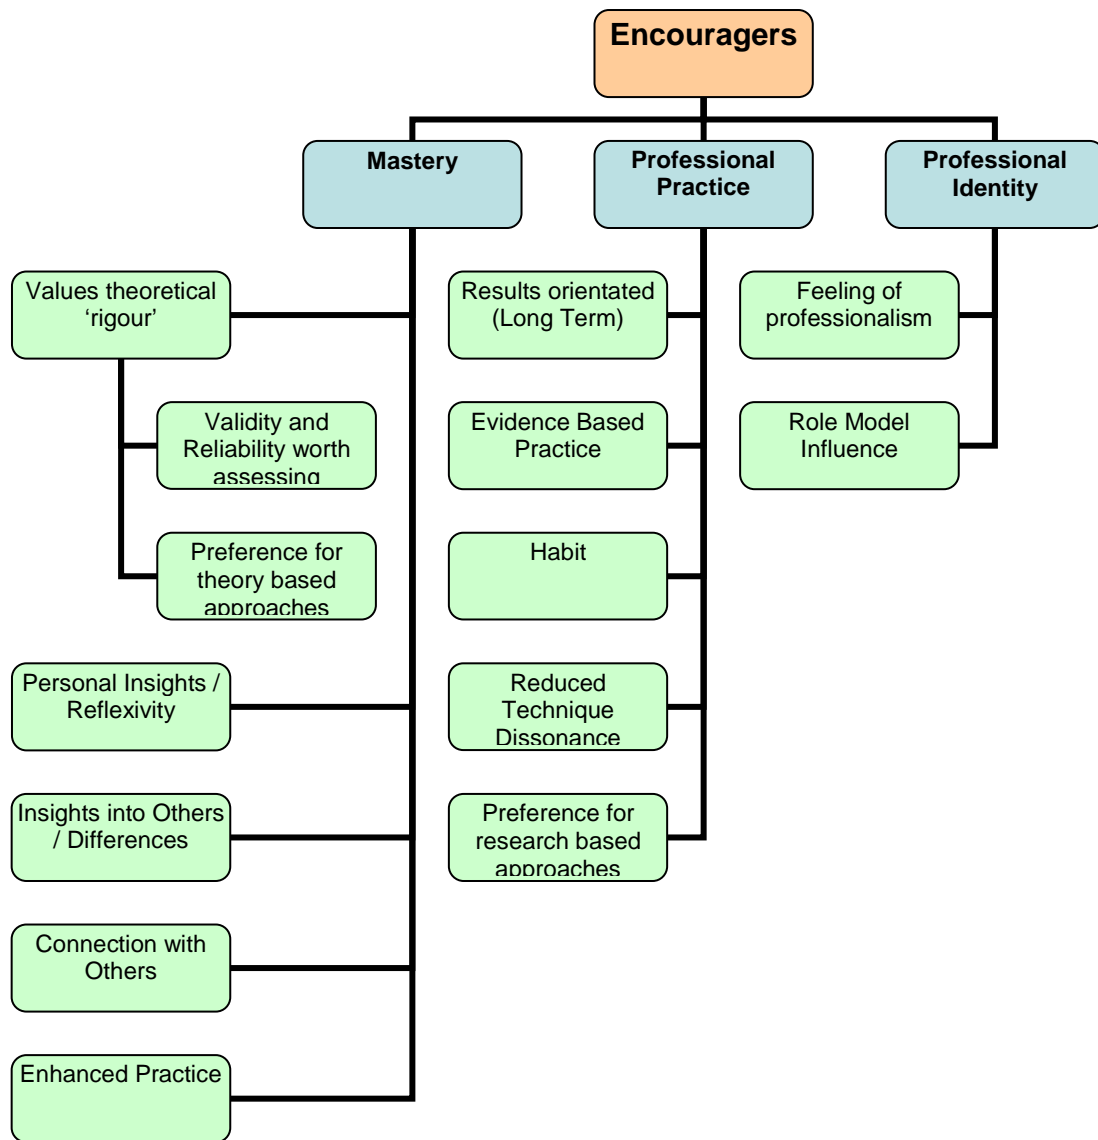 Encouragers
Mastery
Professional
Practice
Professional
Identity
Values theoretical
‘rigour’
Validity and
Reliability worth
assessing
Preference for
theory based
approaches
Personal Insights /
Reflexivity
Insights into Others
/ Differences
Connection with
Others
Enhanced Practice
Results orientated
(Long Term)
Evidence Based
Practice
Habit
Reduced
Technique
Dissonance
Preference for
research based
approaches
Feeling of
professionalism
Role Model
Influence